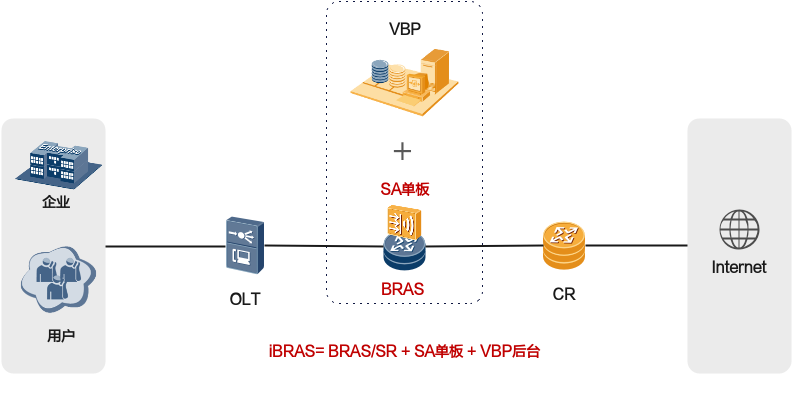 VBP
SA单板
Enterprise
企业
用户
OLT
BRAS
CR
Internet
iBRAS= BRAS/SR + SA单板 + VBP后台